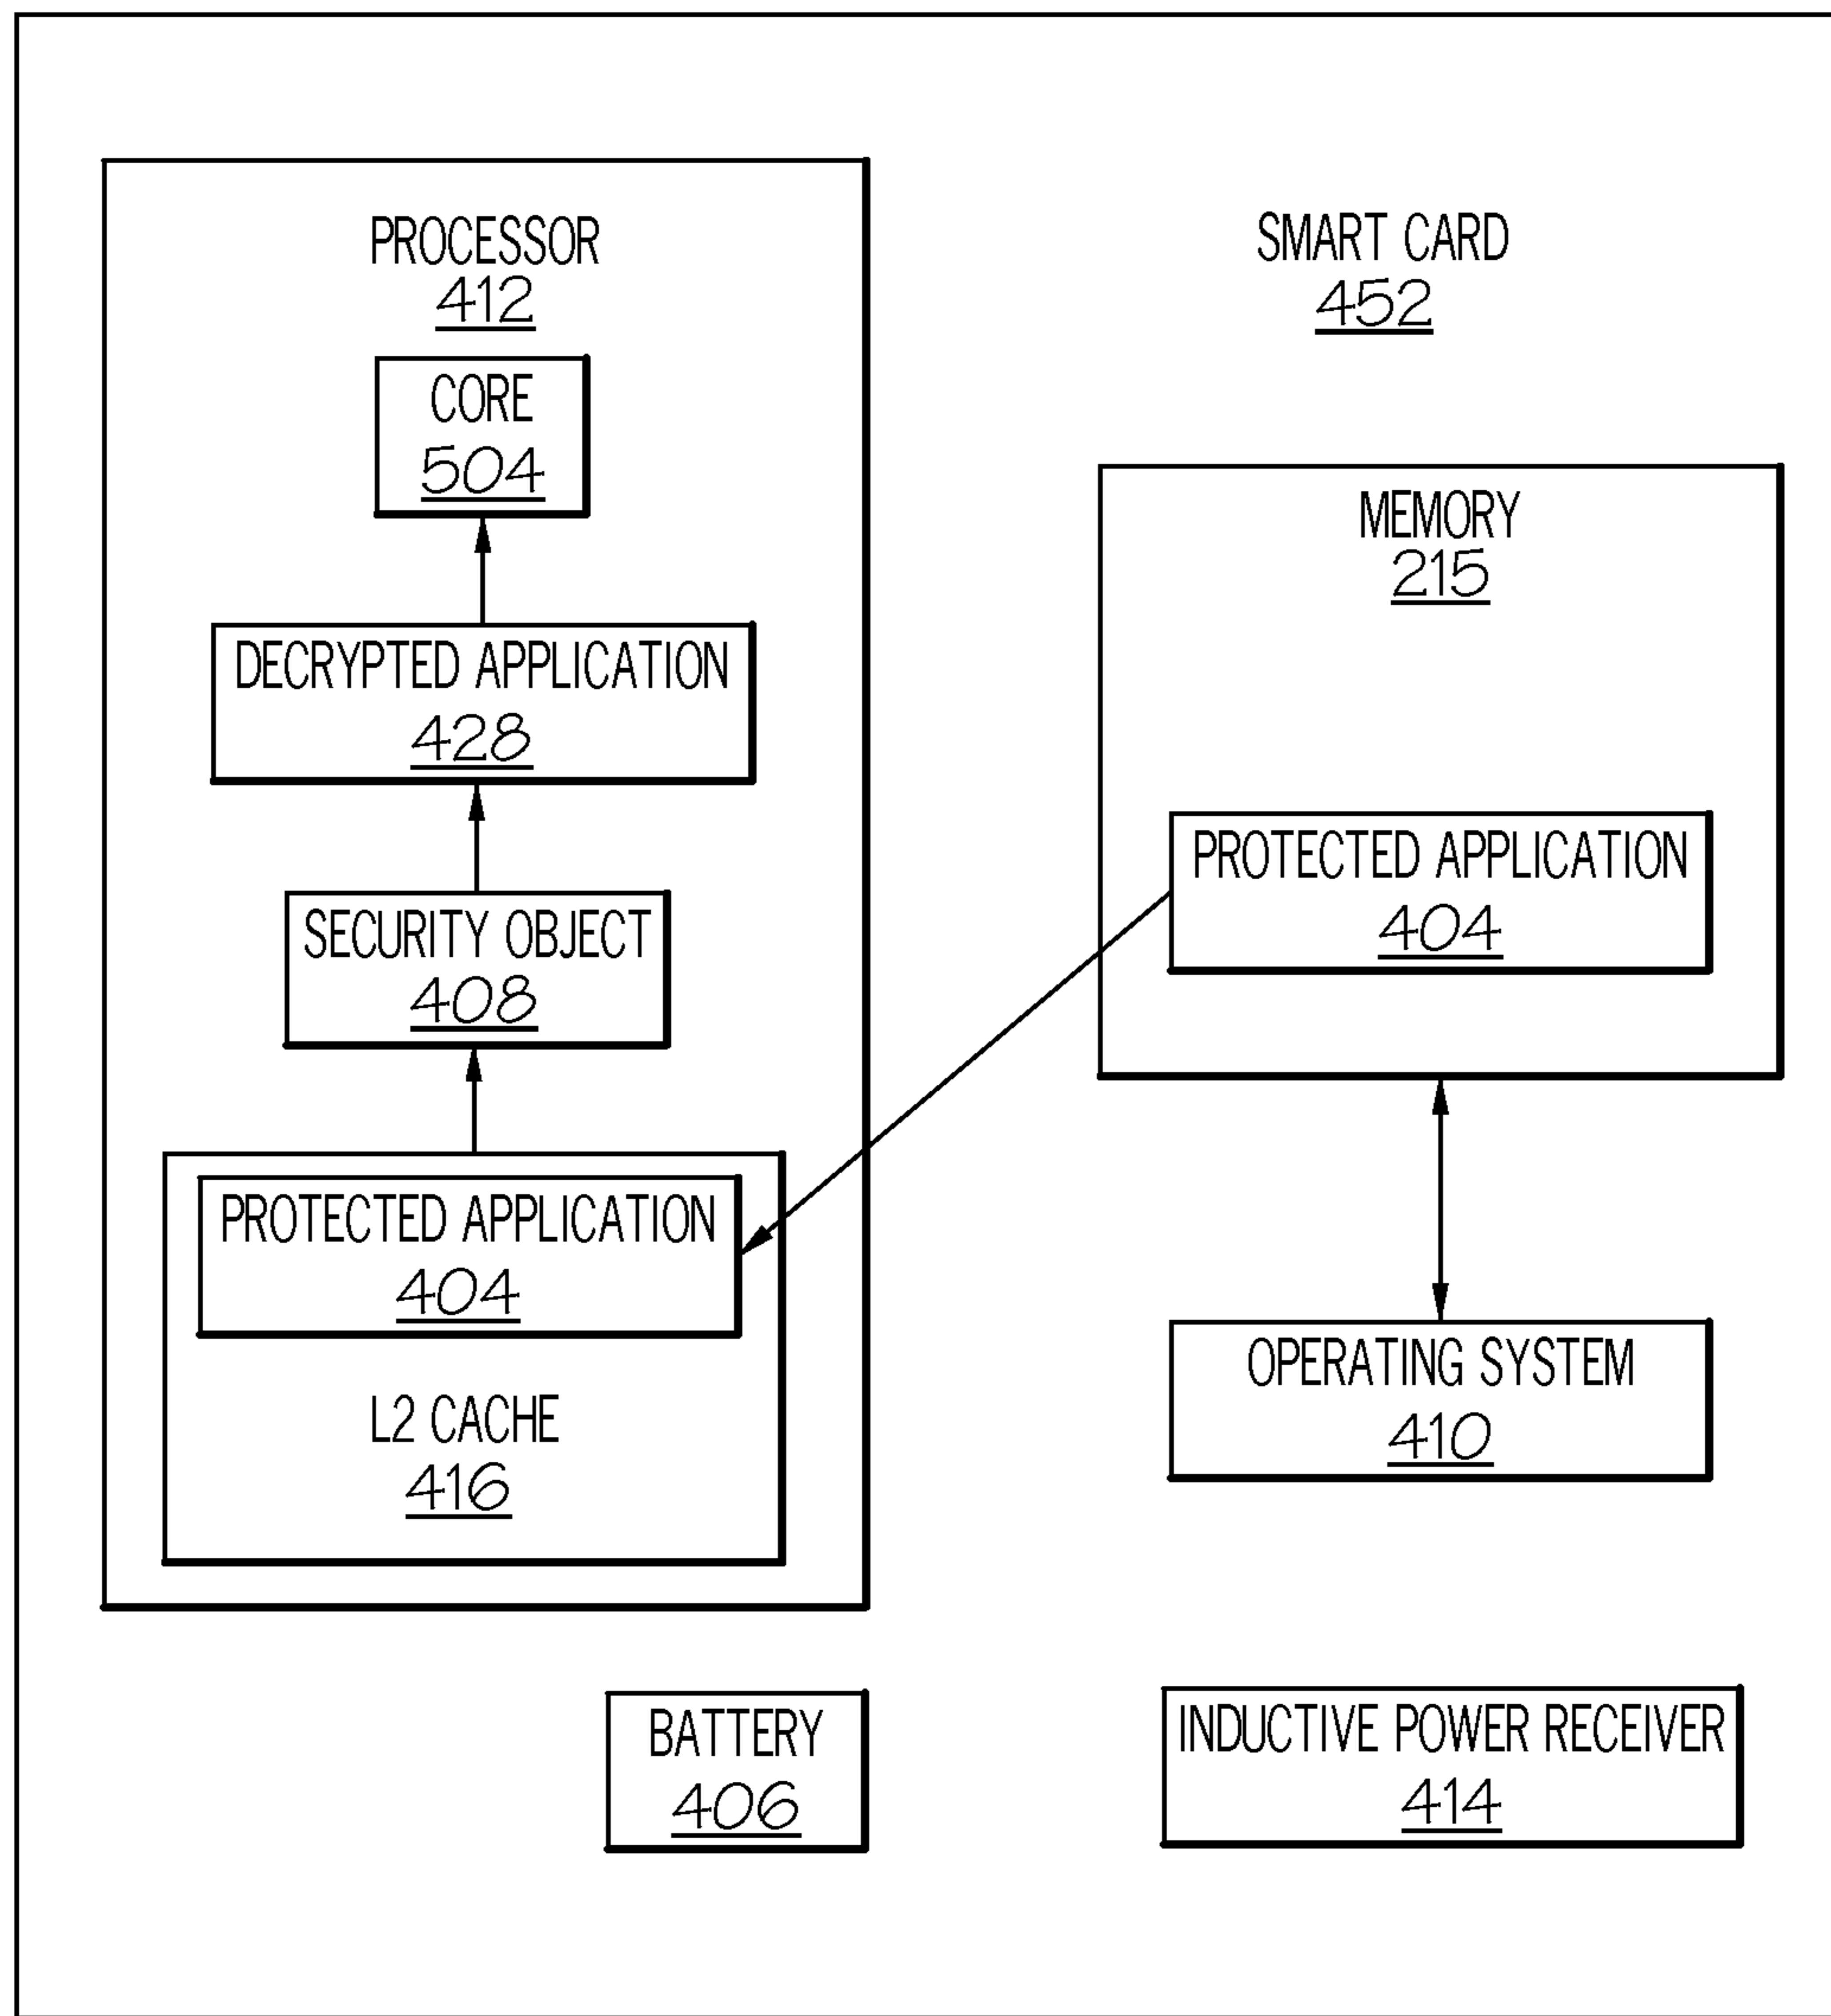 PROCESSOR
412
CORE
504
DECRYPTED APPLICATION
428
SECURITY OBJECT
408
PROTECTED APPLICATION
404
L2 CACHE
416
SMART CARD
452
MEMORY
215
PROTECTED APPLICATION
404
OPERATING SYSTEM
410
BATTERY
406
INDUCTIVE POWER RECEIVER
414